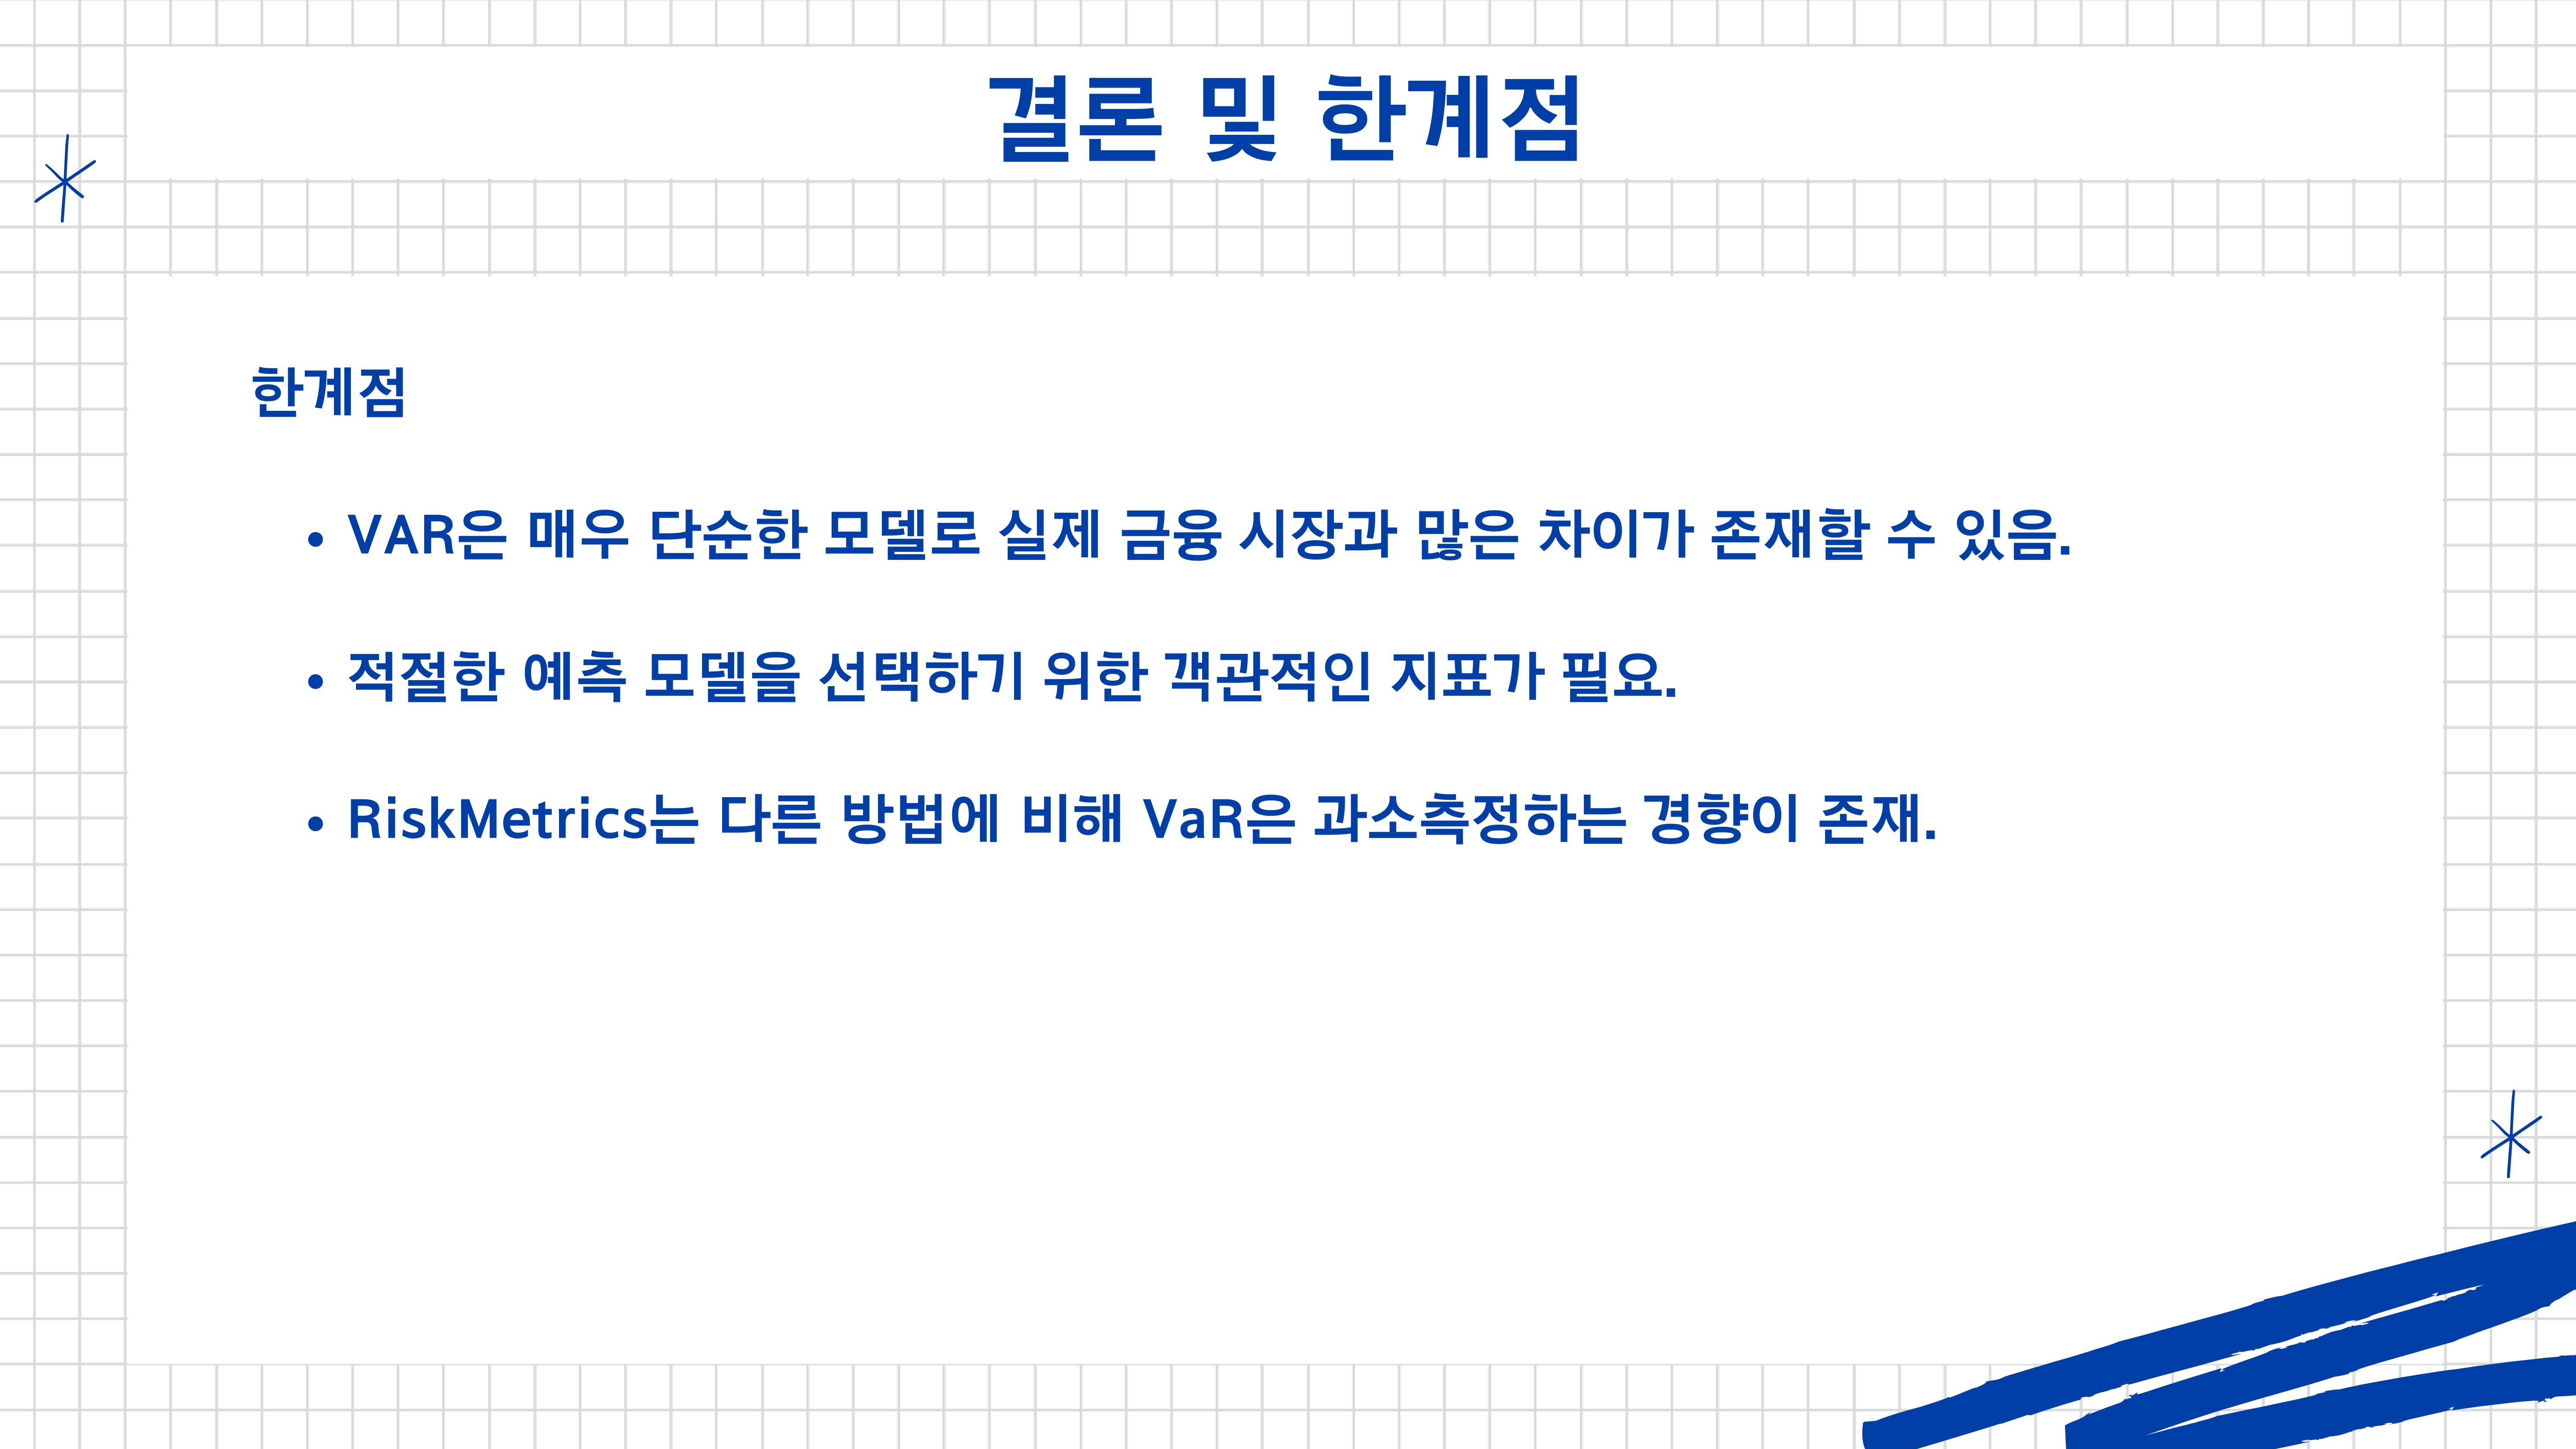 결론 및 한계점
한계점
• VAR은 매우 단순한 모델로 실제 금융 시장과 많은 차이가 존재할 수 있음.
• 적절한 예측 모델을 선택하기 위한 객관적인 지표가 필요.
• RiskMetrics는 다른 방법에 비해 VaR은 과소측정하는 경향이 존재.